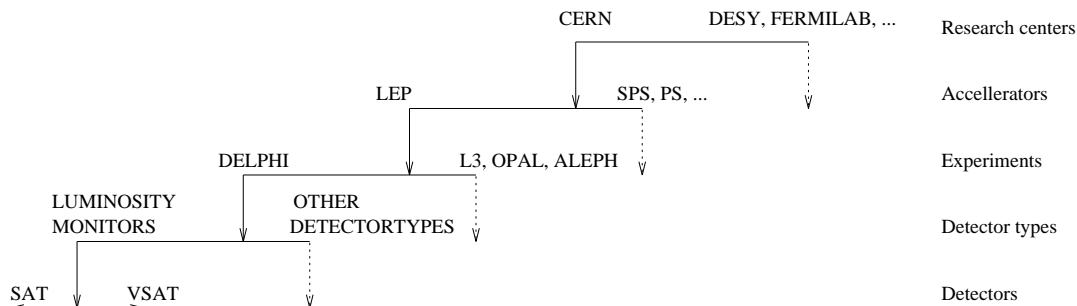 CERN DESY, FERMILAB, ... Research centers
LEP SPS, PS, ... Accellerators
DELPHI L3, OPAL, ALEPH Experiments
LUMINOSITY OTHER
MONITORS DETECTORTYPES Detector types
SAT VSAT Detectors